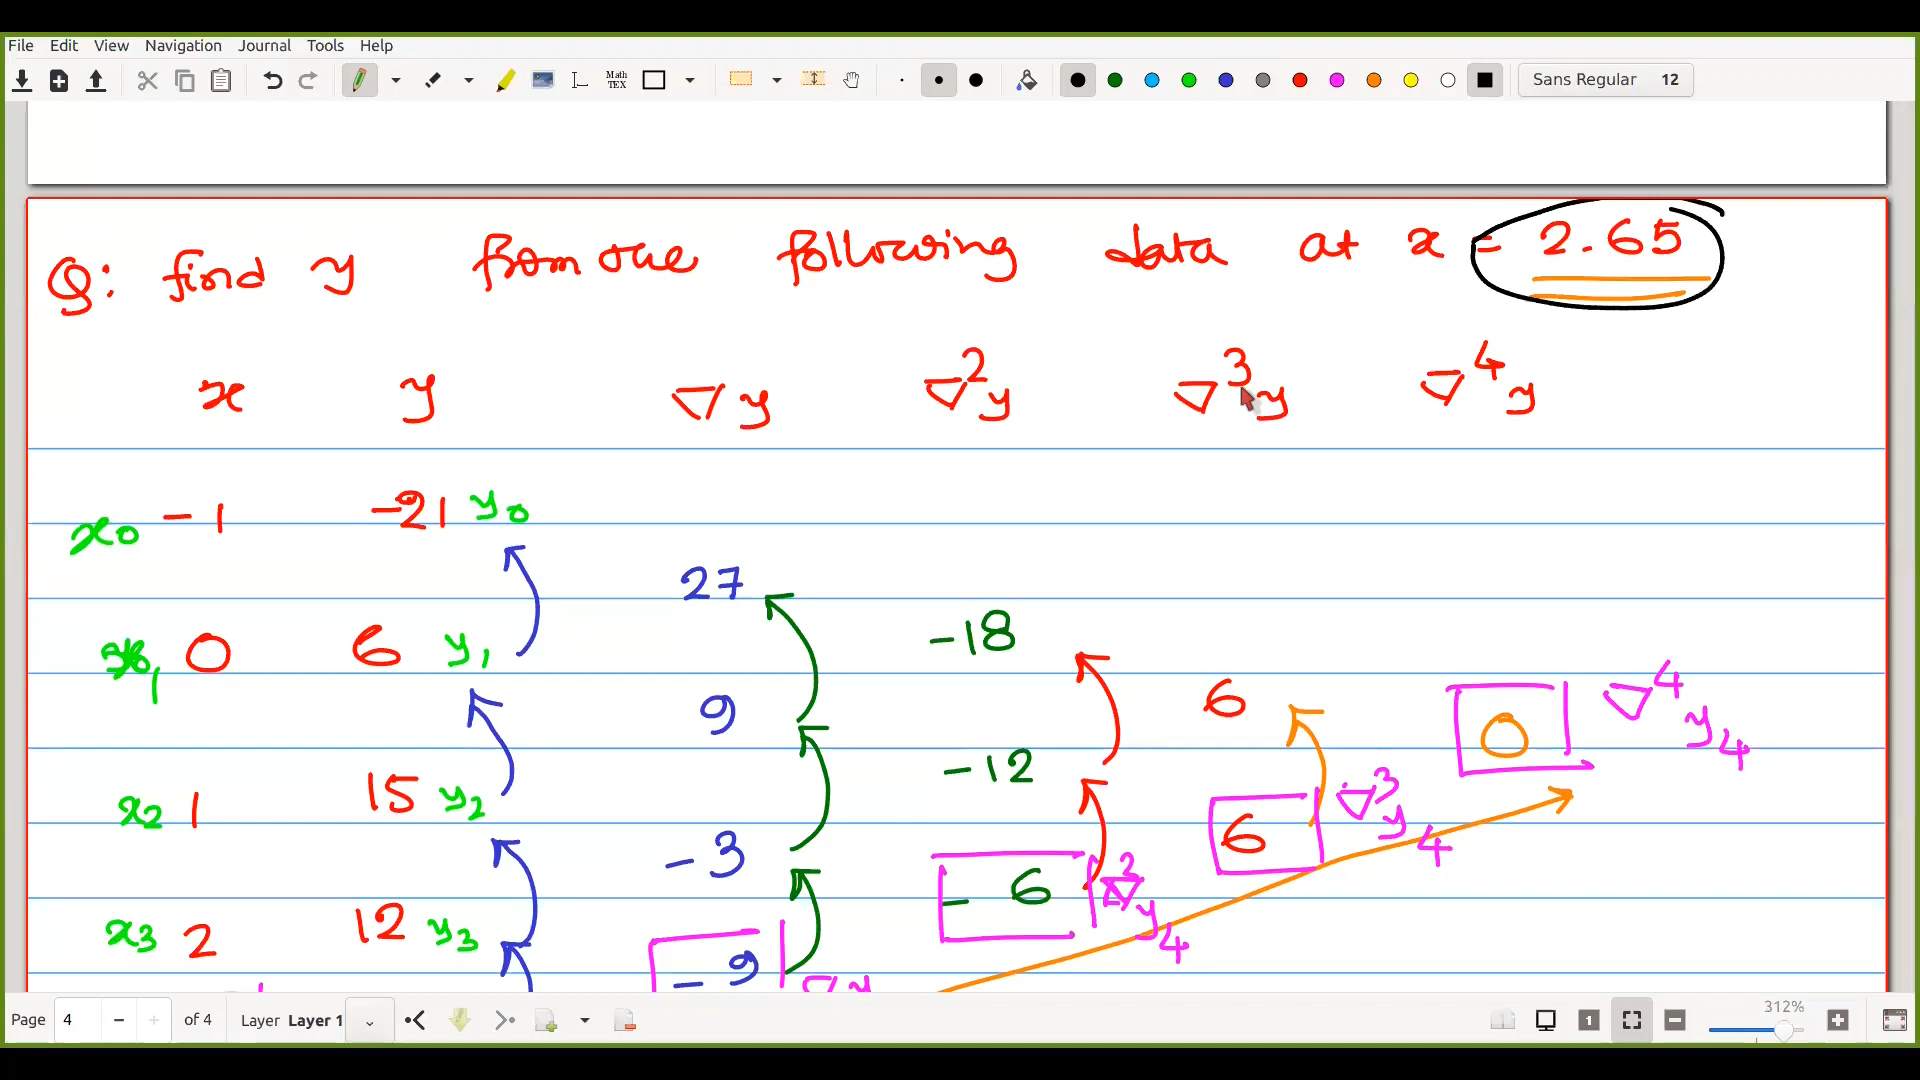 File Edit View Navigation Journal Tools Help
Math TEX Sans Regular 12
Q: find y from the following data at x = 2.65
x y ∇y ∇²y ∇³y ∇⁴y
x₀ -1 -21 y₀
27
-18
x₁ 0 6 y₁
6 ∇⁴y₄
9 0
-12
x₂ 1 15 y₂ ∇³y₄
6
-3
-6 ∇²y₄
x₃ 2 12 y₃
-9 ∇y
Page 4 of 4 Layer Layer 1 312%
1